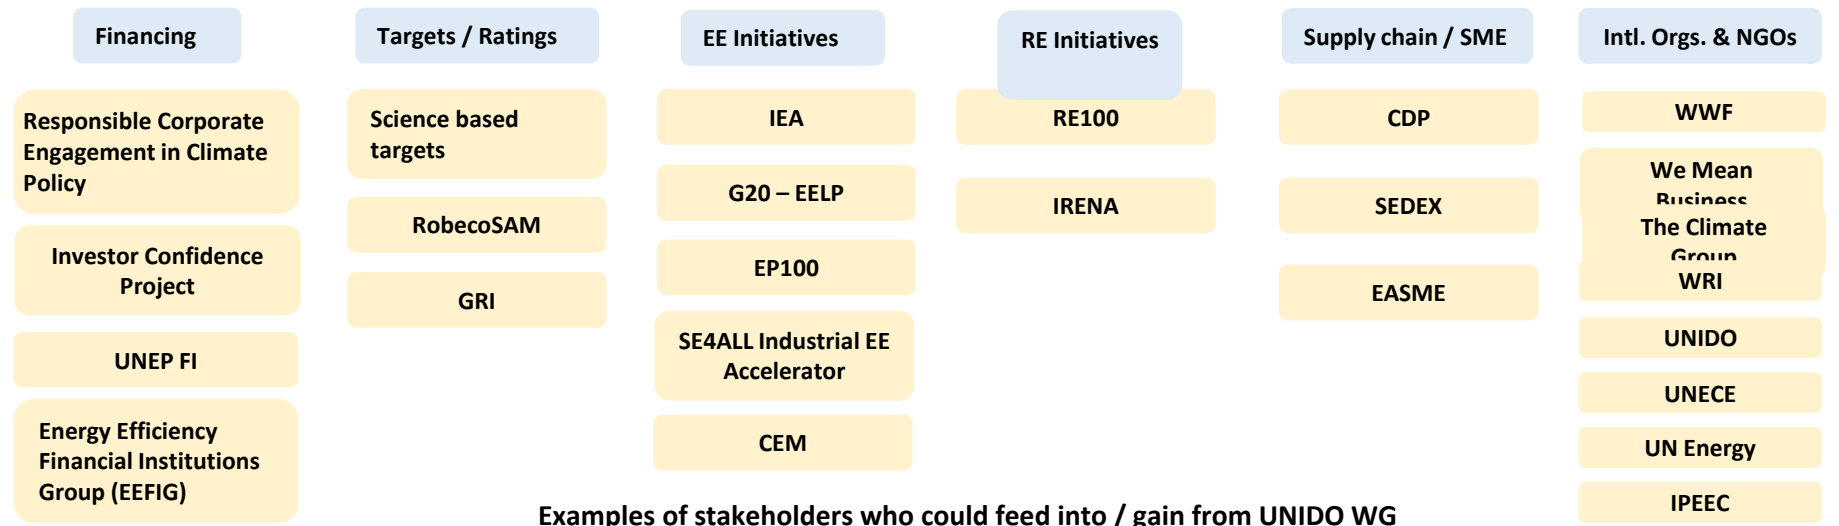 Financing
Responsible Corporate
Engagement in Climate
Policy
Investor Confidence
Project
UNEP FI
Energy Efficiency
Financial Institutions
Group (EEFIG)
Targets / Ratings
Science based
targets
RobecoSAM
GRI
EE Initiatives
IEA
G20 – EELP
EP100
SE4ALL Industrial EE
Accelerator
CEM
RE Initiatives
RE100
IRENA
Supply chain / SME
CDP
SEDEX
EASME
Intl. Orgs. & NGOs
WWF
We Mean
Business
The Climate
Group
WRI
UNIDO
UNECE
UN Energy
IPEEC
Examples of stakeholders who could feed into / gain from UNIDO WG